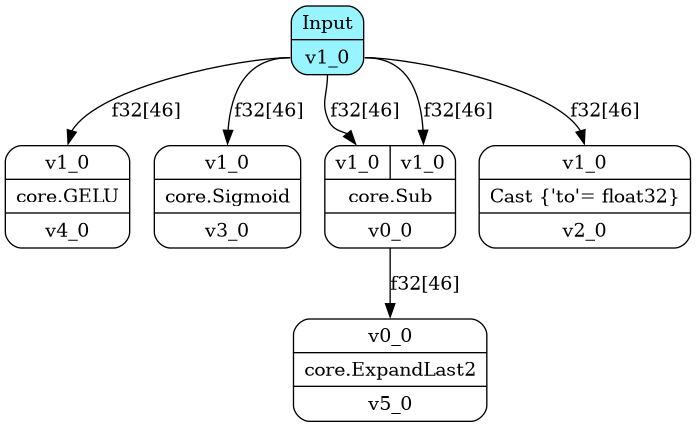 Input
v1_0
f32[46]
f32[46]
f32[46]
f32[46]
f32[46]
v1_0
core.GELU
v4_0
v1_0
core.Sigmoid
v3_0
v1_0
v1_0
core.Sub
v0_0
v1_0
Cast {'to'= float32}
v2_0
f32[46]
v0_0
core.ExpandLast2
v5_0